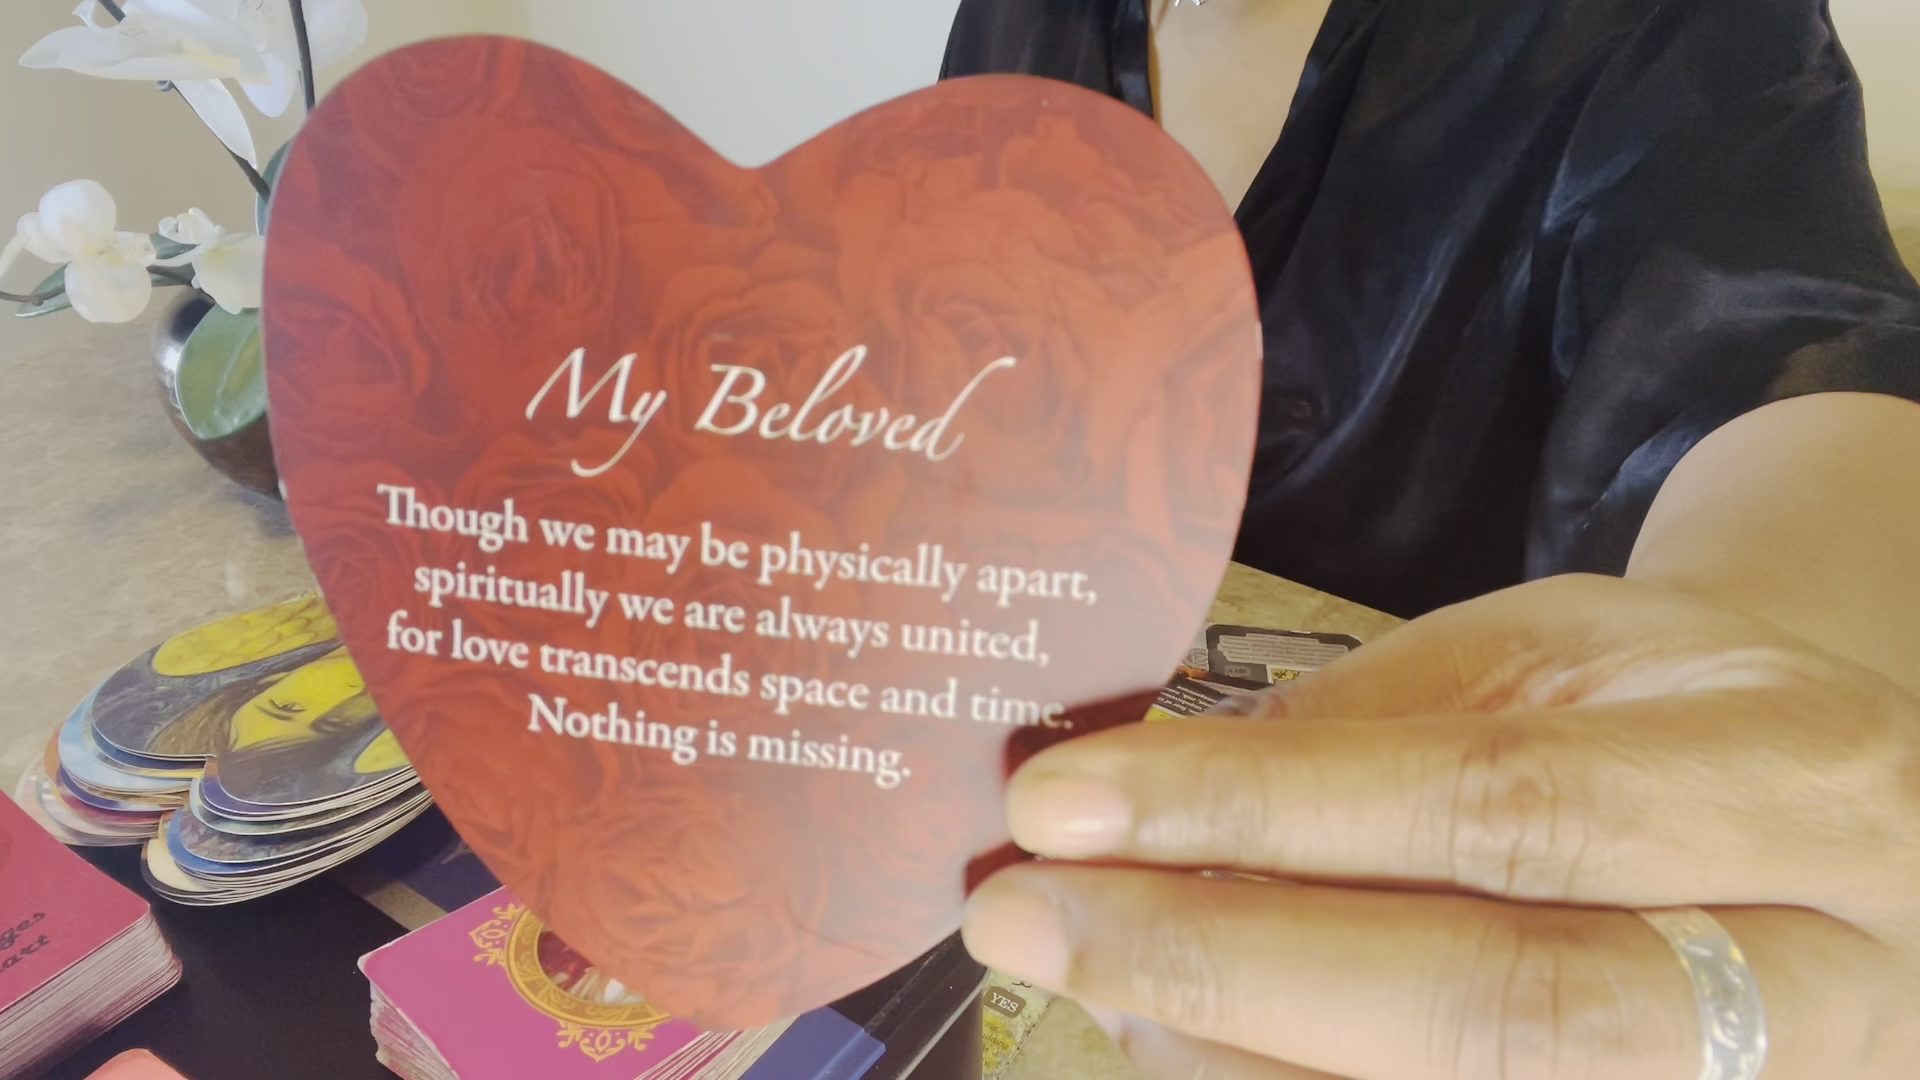 My Beloved
Though we may be physically apart,
spiritually we are always united,
for love transcends space and time.
Nothing is missing.
YES